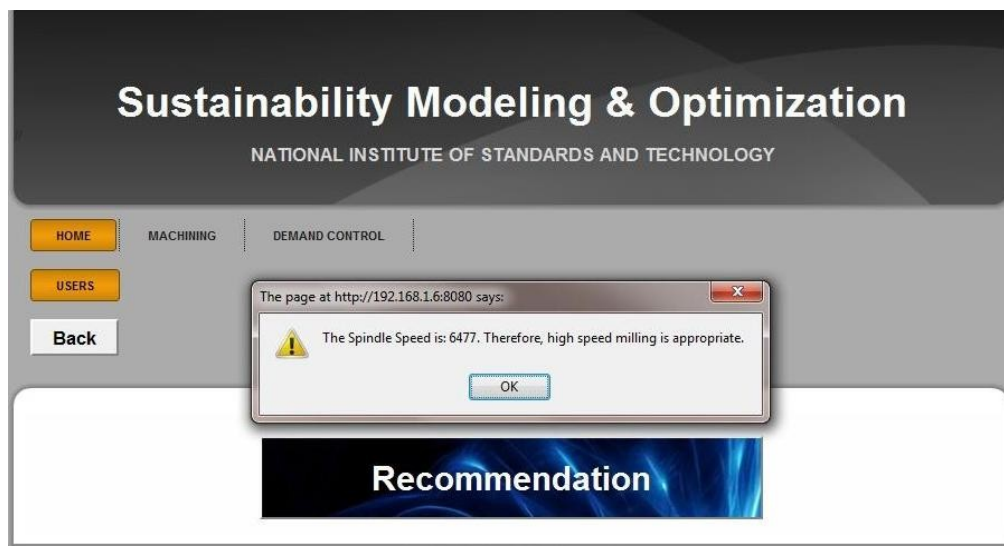 Sustainability Modeling & Optimization
NATIONAL INSTITUTE OF STANDARDS AND TECHNOLOGY
HOME MACHINING DEMAND CONTROL
USERS
Back
The page at http://192.168.1.6:8080 says:
The Spindle Speed is: 6477. Therefore, high speed milling is appropriate.
OK
Recommendation